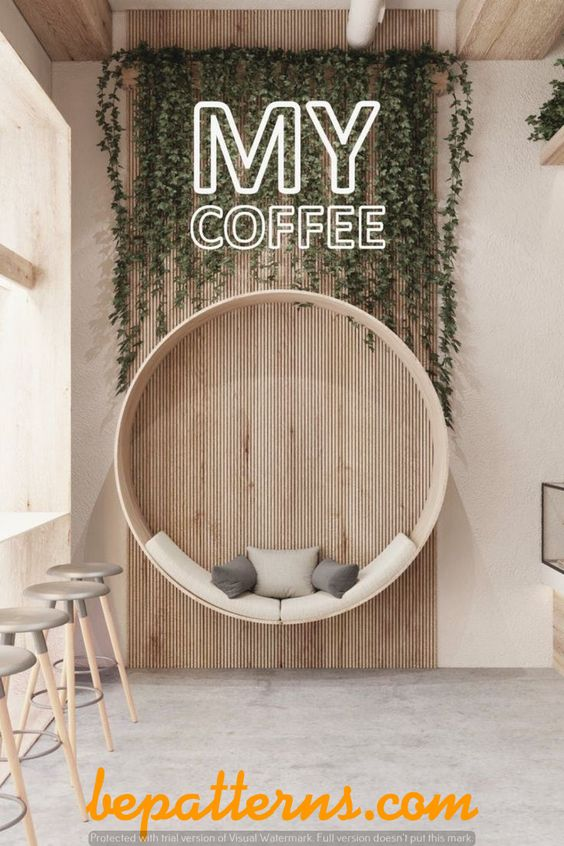 MY
COFFEE
bepatterns.com
Protected with trial version of Visual Watermark. Full version doesn't put this mark.